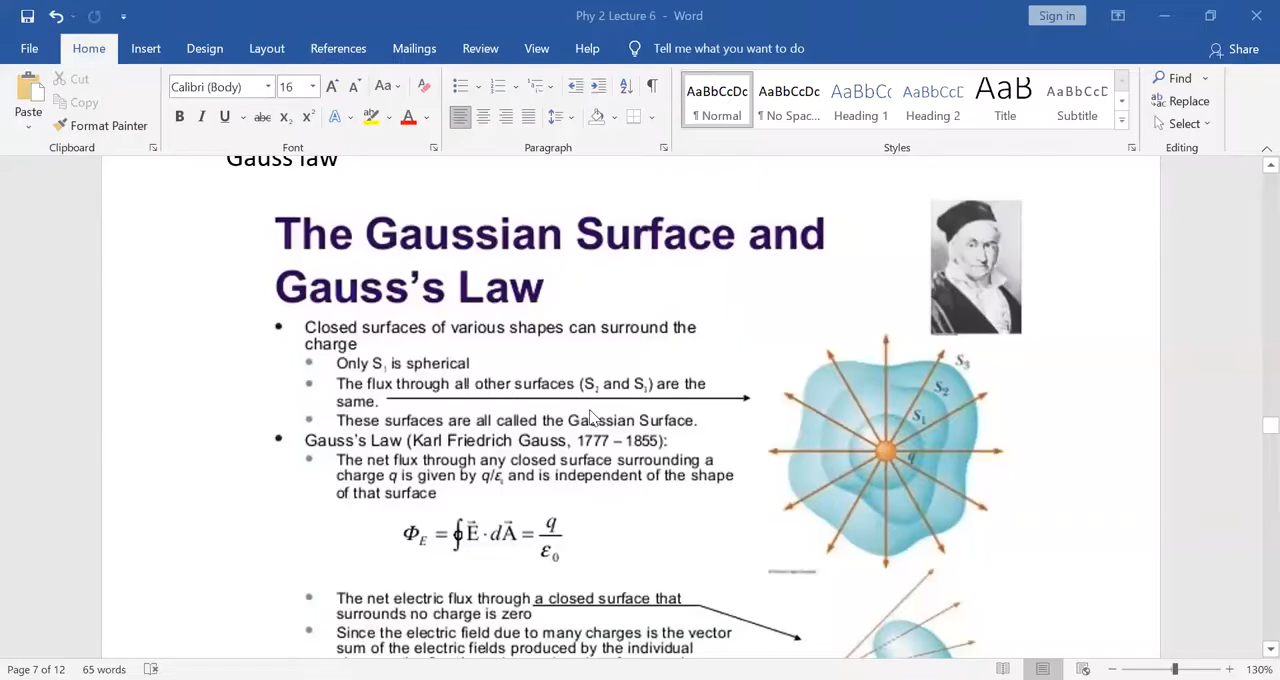 Phy 2 Lecture 6 - Word
Sign in
File Home Insert Design Layout References Mailings Review View Help Tell me what you want to do Share
Paste
Cut
Copy
Format Painter
Clipboard
Calibri (Body) 16
Font
Paragraph
AaBbCcDc AaBbCcDc AaBbCc AaBbCcC AaB AaBbCcC
¶ Normal ¶ No Spac... Heading 1 Heading 2 Title Subtitle
Styles
Find
Replace
Select
Editing
Gauss law
The Gaussian Surface and
Gauss's Law
• Closed surfaces of various shapes can surround the
charge
• Only S₁ is spherical
• The flux through all other surfaces (S₂ and S₃) are the
same.
• These surfaces are all called the Gaussian Surface.
• Gauss's Law (Karl Friedrich Gauss, 1777 – 1855):
• The net flux through any closed surface surrounding a
charge q is given by q/ε₀ and is independent of the shape
of that surface
Φ_E = ∮ E⃗ · dA⃗ = q/ε₀
• The net electric flux through a closed surface that
surrounds no charge is zero
• Since the electric field due to many charges is the vector
sum of the electric fields produced by the individual
S₃
S₂
S₁
q
Page 7 of 12 65 words
130%